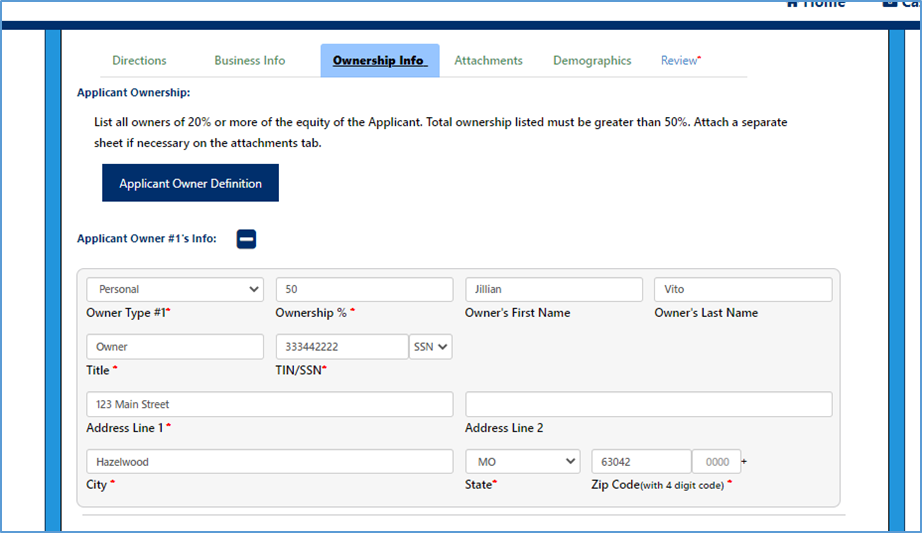 Home
Directions Business Info Ownership Info Attachments Demographics Review*
Applicant Ownership:
List all owners of 20% or more of the equity of the Applicant. Total ownership listed must be greater than 50%. Attach a separate
sheet if necessary on the attachments tab.
Applicant Owner Definition
Applicant Owner #1's Info:
Personal 50 Jillian Vito
Owner Type #1* Ownership % * Owner's First Name Owner's Last Name
Owner 333442222 SSN
Title * TIN/SSN*
123 Main Street
Address Line 1 * Address Line 2
Hazelwood MO 63042 0000 +
City * State* Zip Code(with 4 digit code) *